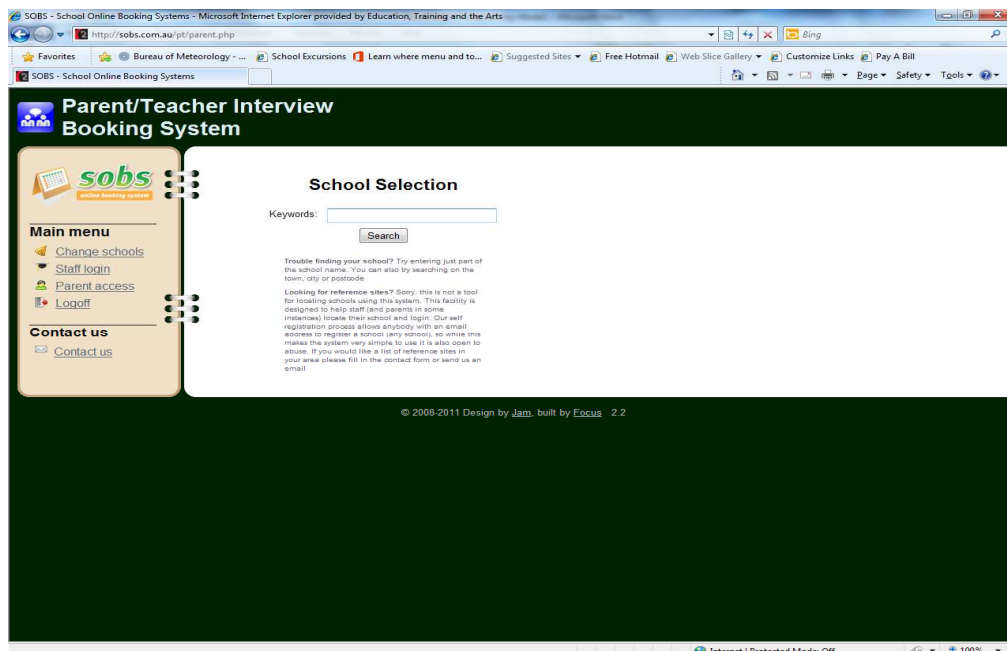 SOBS - School Online Booking Systems - Microsoft Internet Explorer provided by Education, Training and the Arts
http://sobs.com.au/pt/parent.php
Bing
Favorites
Bureau of Meteorology - ...
School Excursions
Learn where menu and to...
Suggested Sites
Free Hotmail
Web Slice Gallery
Customize Links
Pay A Bill
SOBS - School Online Booking Systems
Page
Safety
Tools
Parent/Teacher Interview
Booking System
sobs
online booking system
Main menu
Change schools
Staff login
Parent access
Logoff
Contact us
Contact us
School Selection
Keywords:
Search
Trouble finding your school? Try entering just part of
the school name. You can also try searching on the
town, city or postcode
Looking for reference sites? Sorry, this is not a tool
for locating schools using this system. This facility is
designed to help staff (and parents in some
instances) locate their school and login. Our self
registration process allows anybody with an email
address to register a school (any school), so while this
makes the system very simple to use it is also open to
abuse. If you would like a list of reference sites in
your area please fill in the contact form or send us an
email
© 2008-2011 Design by Jam, built by Focus 2.2
Internet | Protected Mode: Off
100%